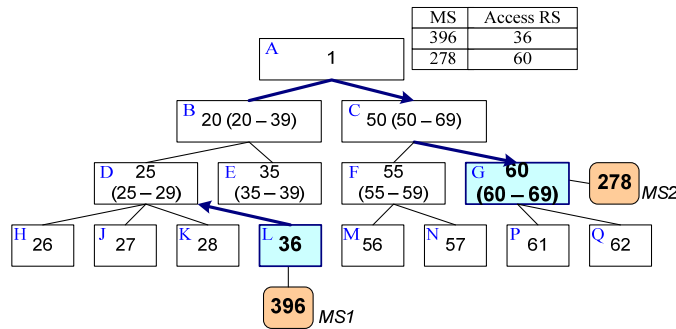 MS Access RS
396 36
278 60
A
1
B
20 (20 – 39)
C
50 (50 – 69)
D
25
(25 – 29)
E
35
(35 – 39)
F
55
(55 – 59)
G
60
(60 – 69)
278
MS2
H
26
J
27
K
28
L
36
M
56
N
57
P
61
Q
62
396
MS1